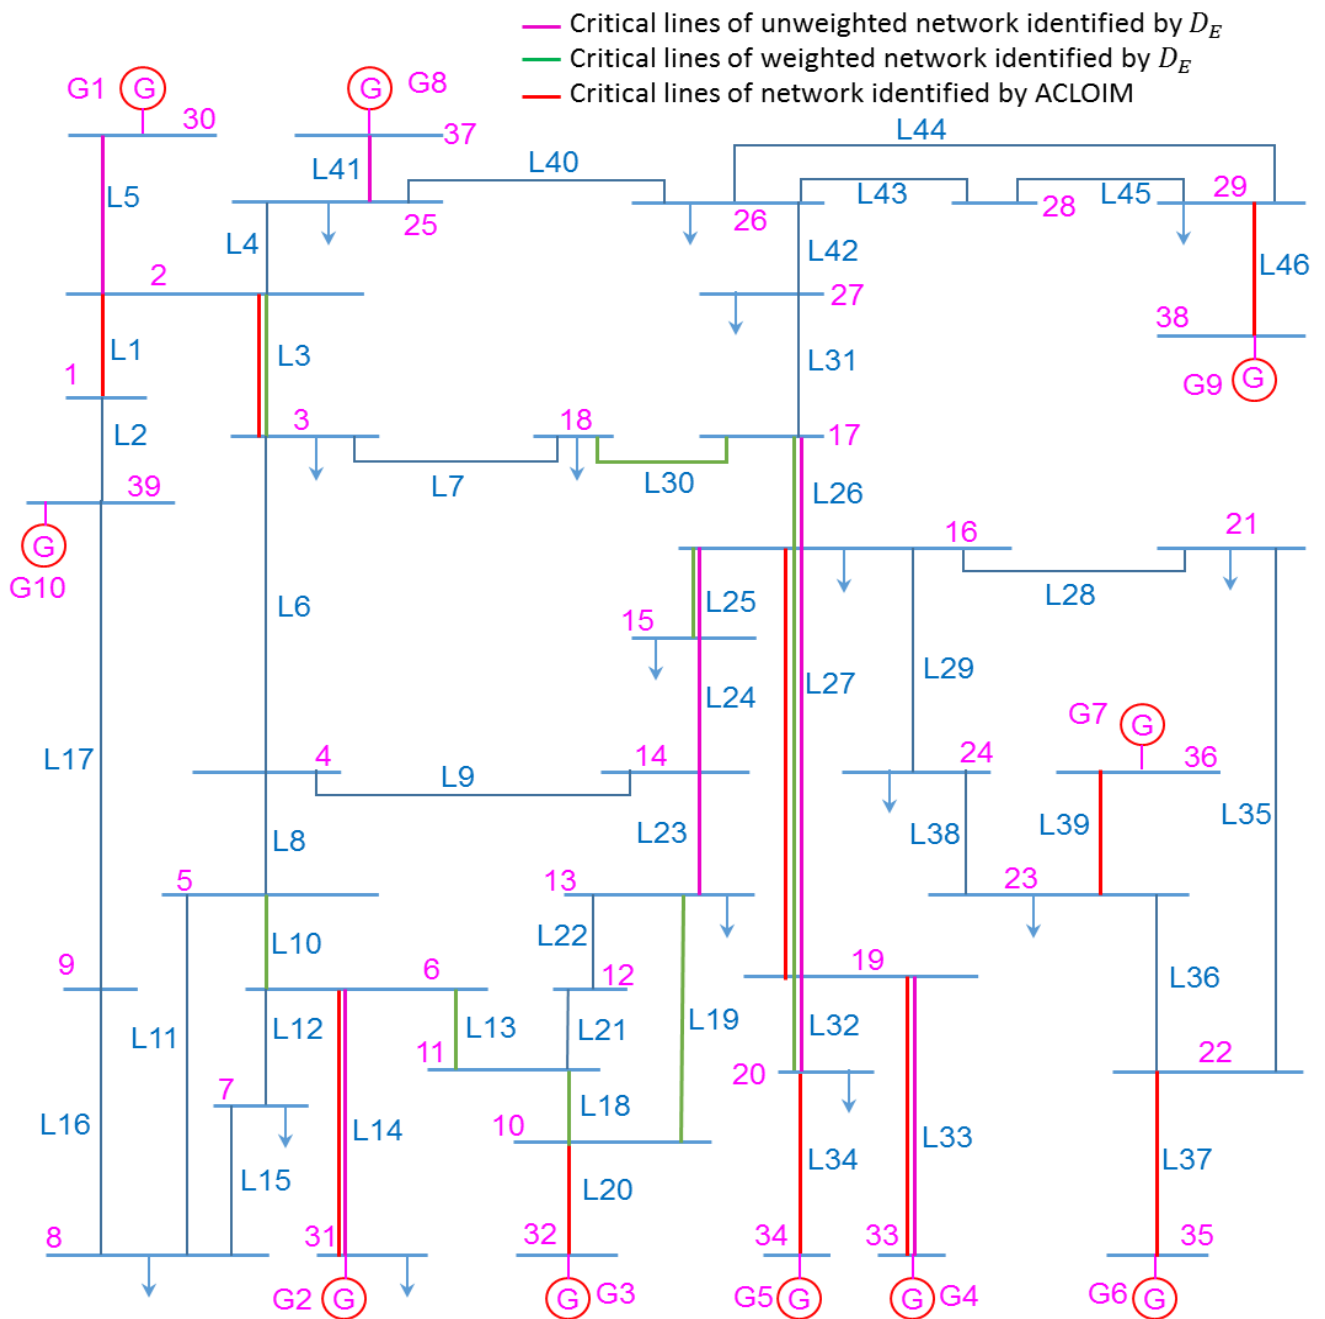 Critical lines of unweighted network identified by D_E
Critical lines of weighted network identified by D_E
Critical lines of network identified by ACLOIM
G1 G G G8
30 37
L44
L5 L41 L40 L43 L45 29
25 26 28
2 L4 L42 L46
27
38
1 L1 L3 L31
G9 G
L2 3 18 17
39 L7 L30 L26
G 16 21
G10
L6 15 L25 L28
L24 L27 L29
G7 G
L17 4 L9 14 24 36
L8 L23 L38 L39 L35
5 13 23
L10 L22
9 6 12 19 L36
L11 L12 L13 L21 L19 L32
11 20 22
7 L18
L16 L14 10 L34 L33 L37
L15 L20
8 31 32 34 33 35
G2 G G G3 G5 G G G4 G6 G